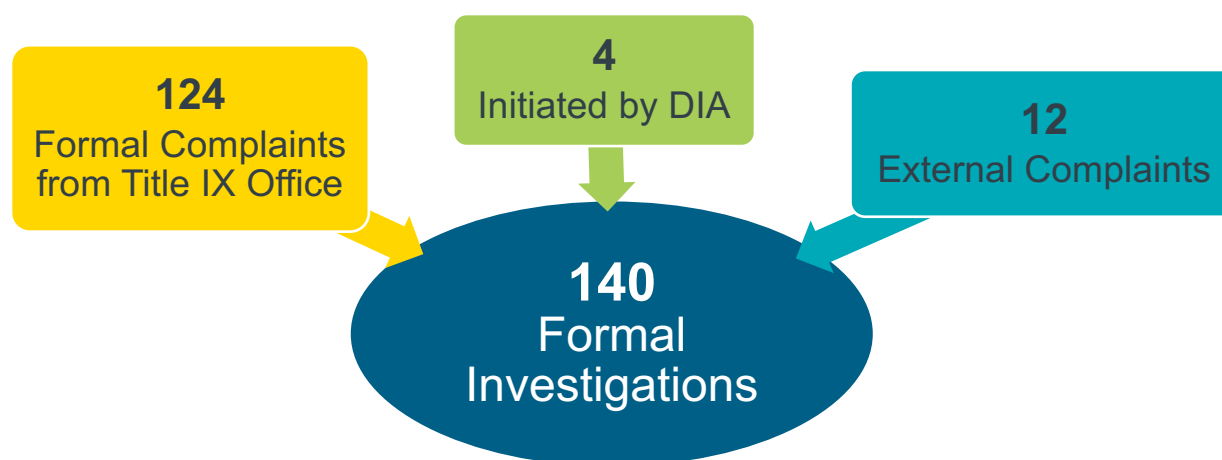 124
Formal Complaints
from Title IX Office
4
Initiated by DIA
12
External Complaints
140
Formal
Investigations